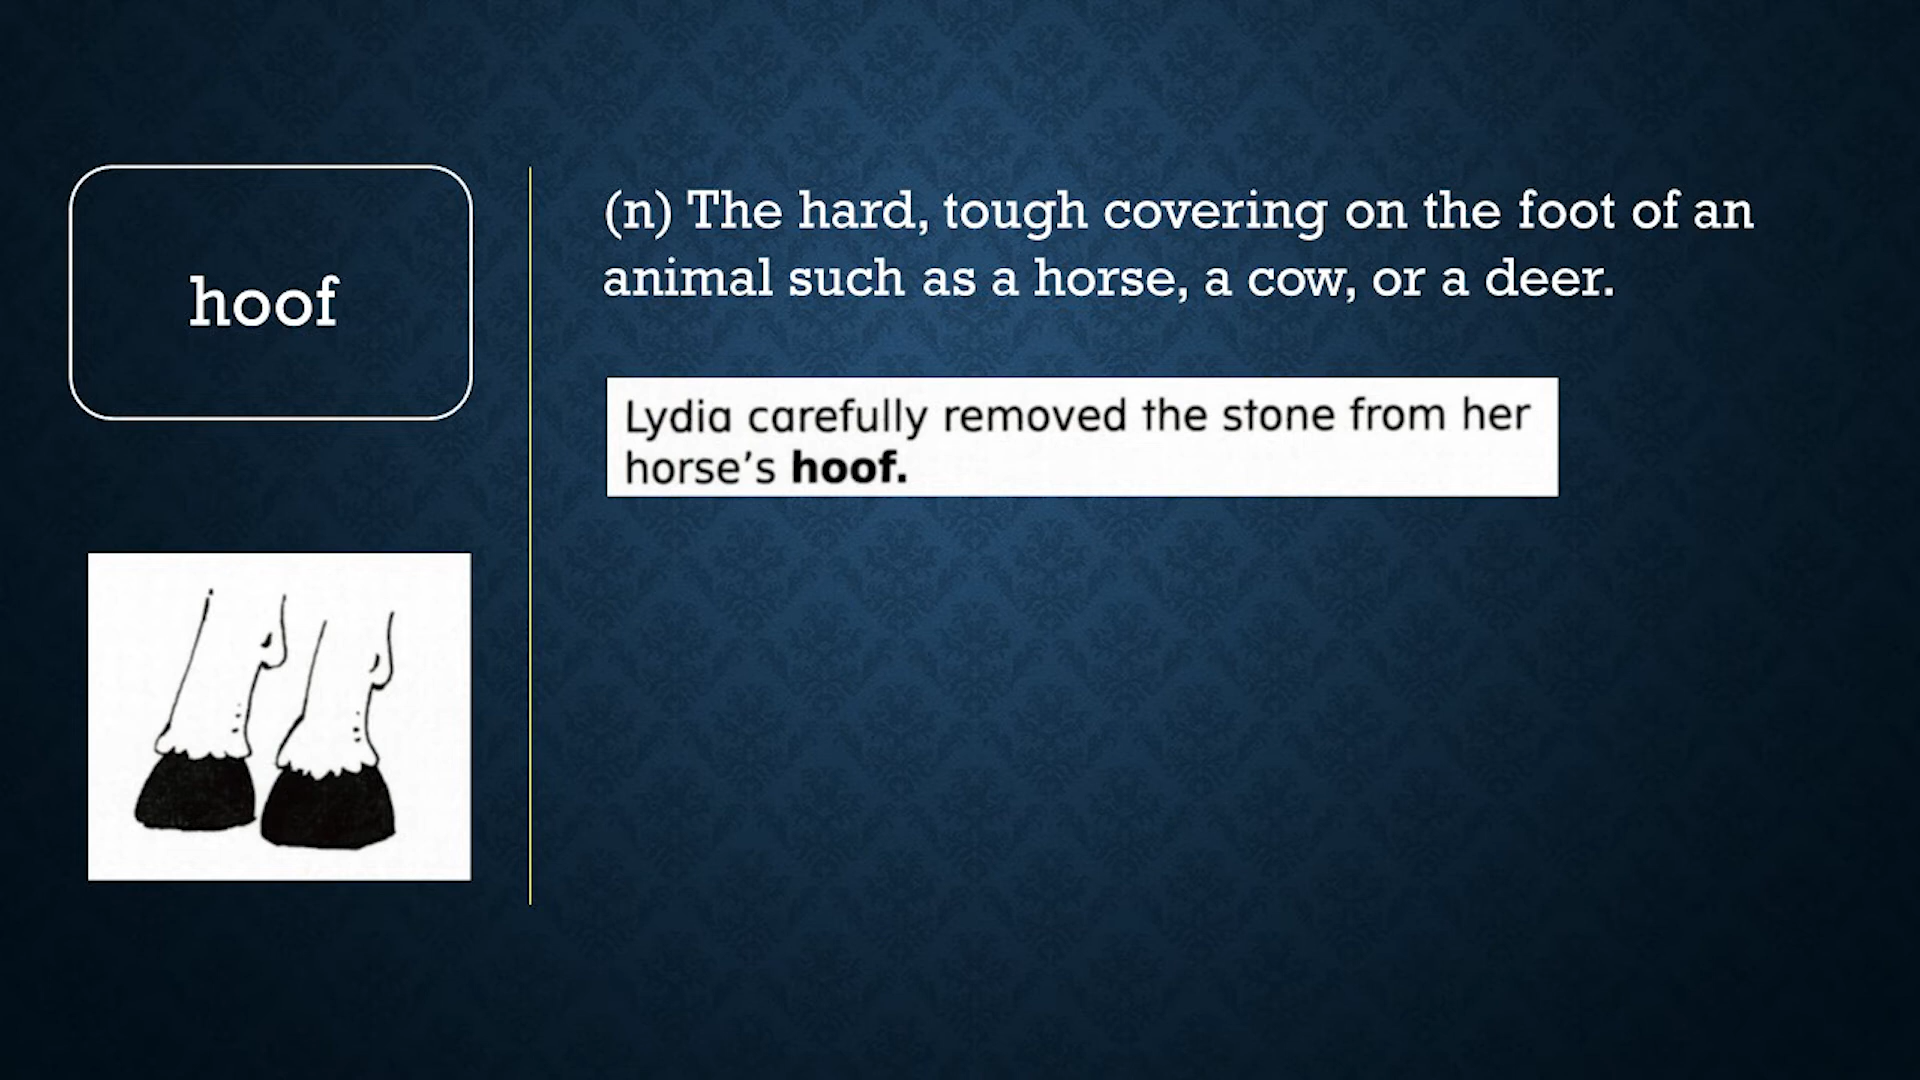 hoof
(n) The hard, tough covering on the foot of an
animal such as a horse, a cow, or a deer.
Lydia carefully removed the stone from her
horse’s hoof.